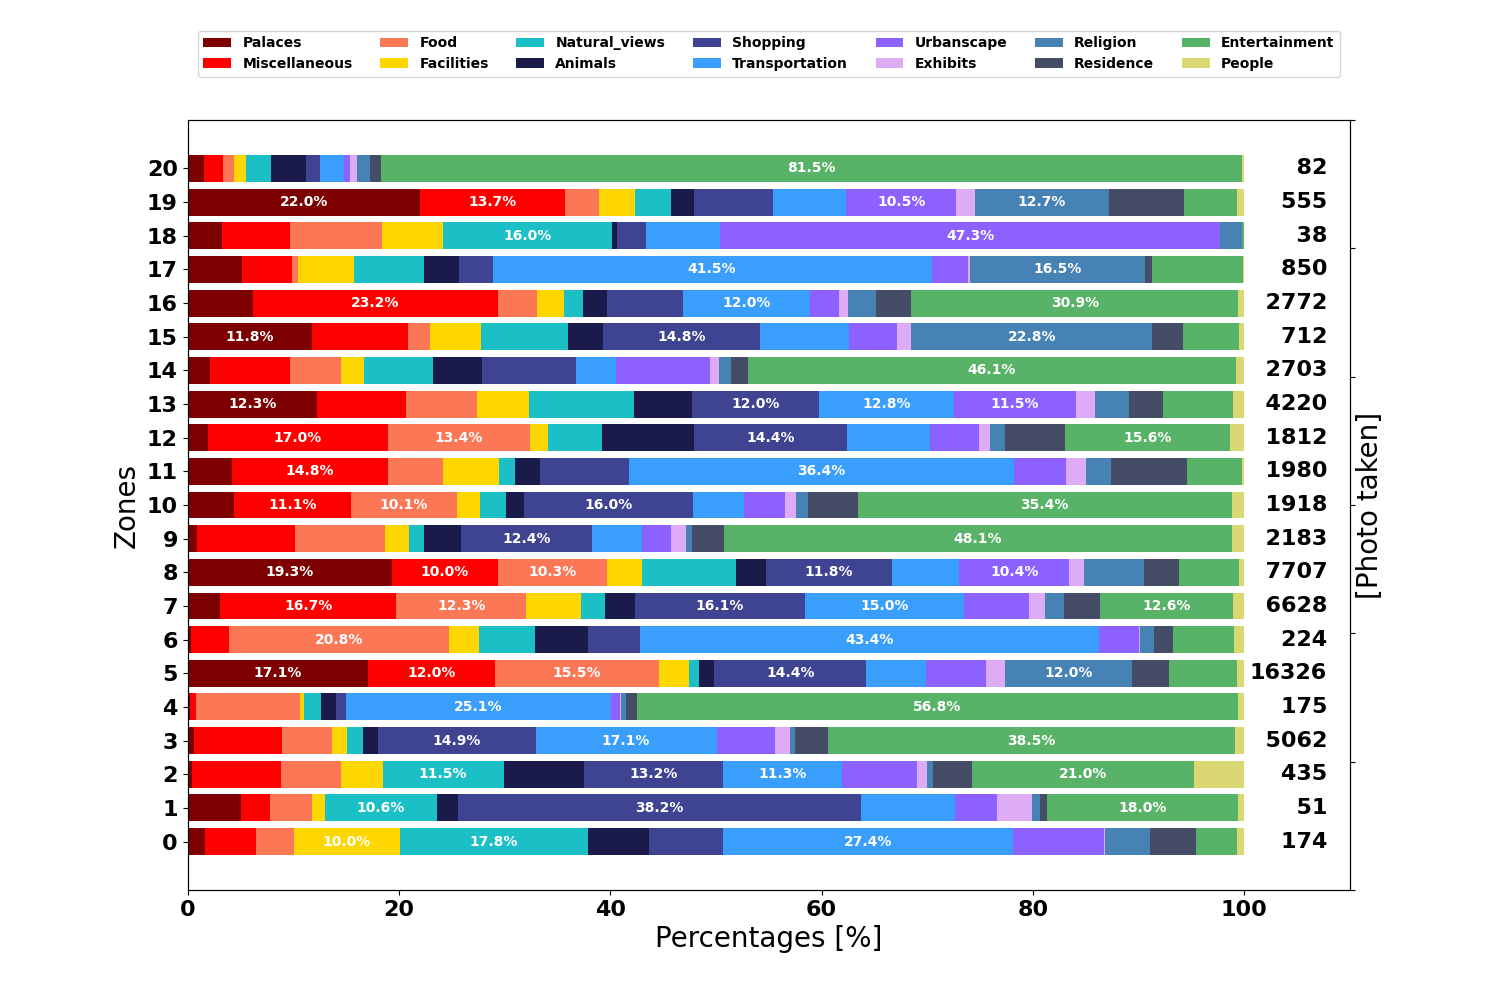 Palaces Food Natural_views Shopping Urbanscape Religion Entertainment
Miscellaneous Facilities Animals Transportation Exhibits Residence People
20 81.5% 82
19 22.0% 13.7% 10.5% 12.7% 555
18 16.0% 47.3% 38
17 41.5% 16.5% 850
16 23.2% 12.0% 30.9% 2772
15 11.8% 14.8% 22.8% 712
14 46.1% 2703
13 12.3% 12.0% 12.8% 11.5% 4220
12 17.0% 13.4% 14.4% 15.6% 1812
11 14.8% 36.4% 1980
10 11.1% 10.1% 16.0% 35.4% 1918
9 12.4% 48.1% 2183
8 19.3% 10.0% 10.3% 11.8% 10.4% 7707
7 16.7% 12.3% 16.1% 15.0% 12.6% 6628
6 20.8% 43.4% 224
5 17.1% 12.0% 15.5% 14.4% 12.0% 16326
4 25.1% 56.8% 175
3 14.9% 17.1% 38.5% 5062
2 11.5% 13.2% 11.3% 21.0% 435
1 10.6% 38.2% 18.0% 51
0 10.0% 17.8% 27.4% 174
Zones
[Photo taken]
0 20 40 60 80 100
Percentages [%]